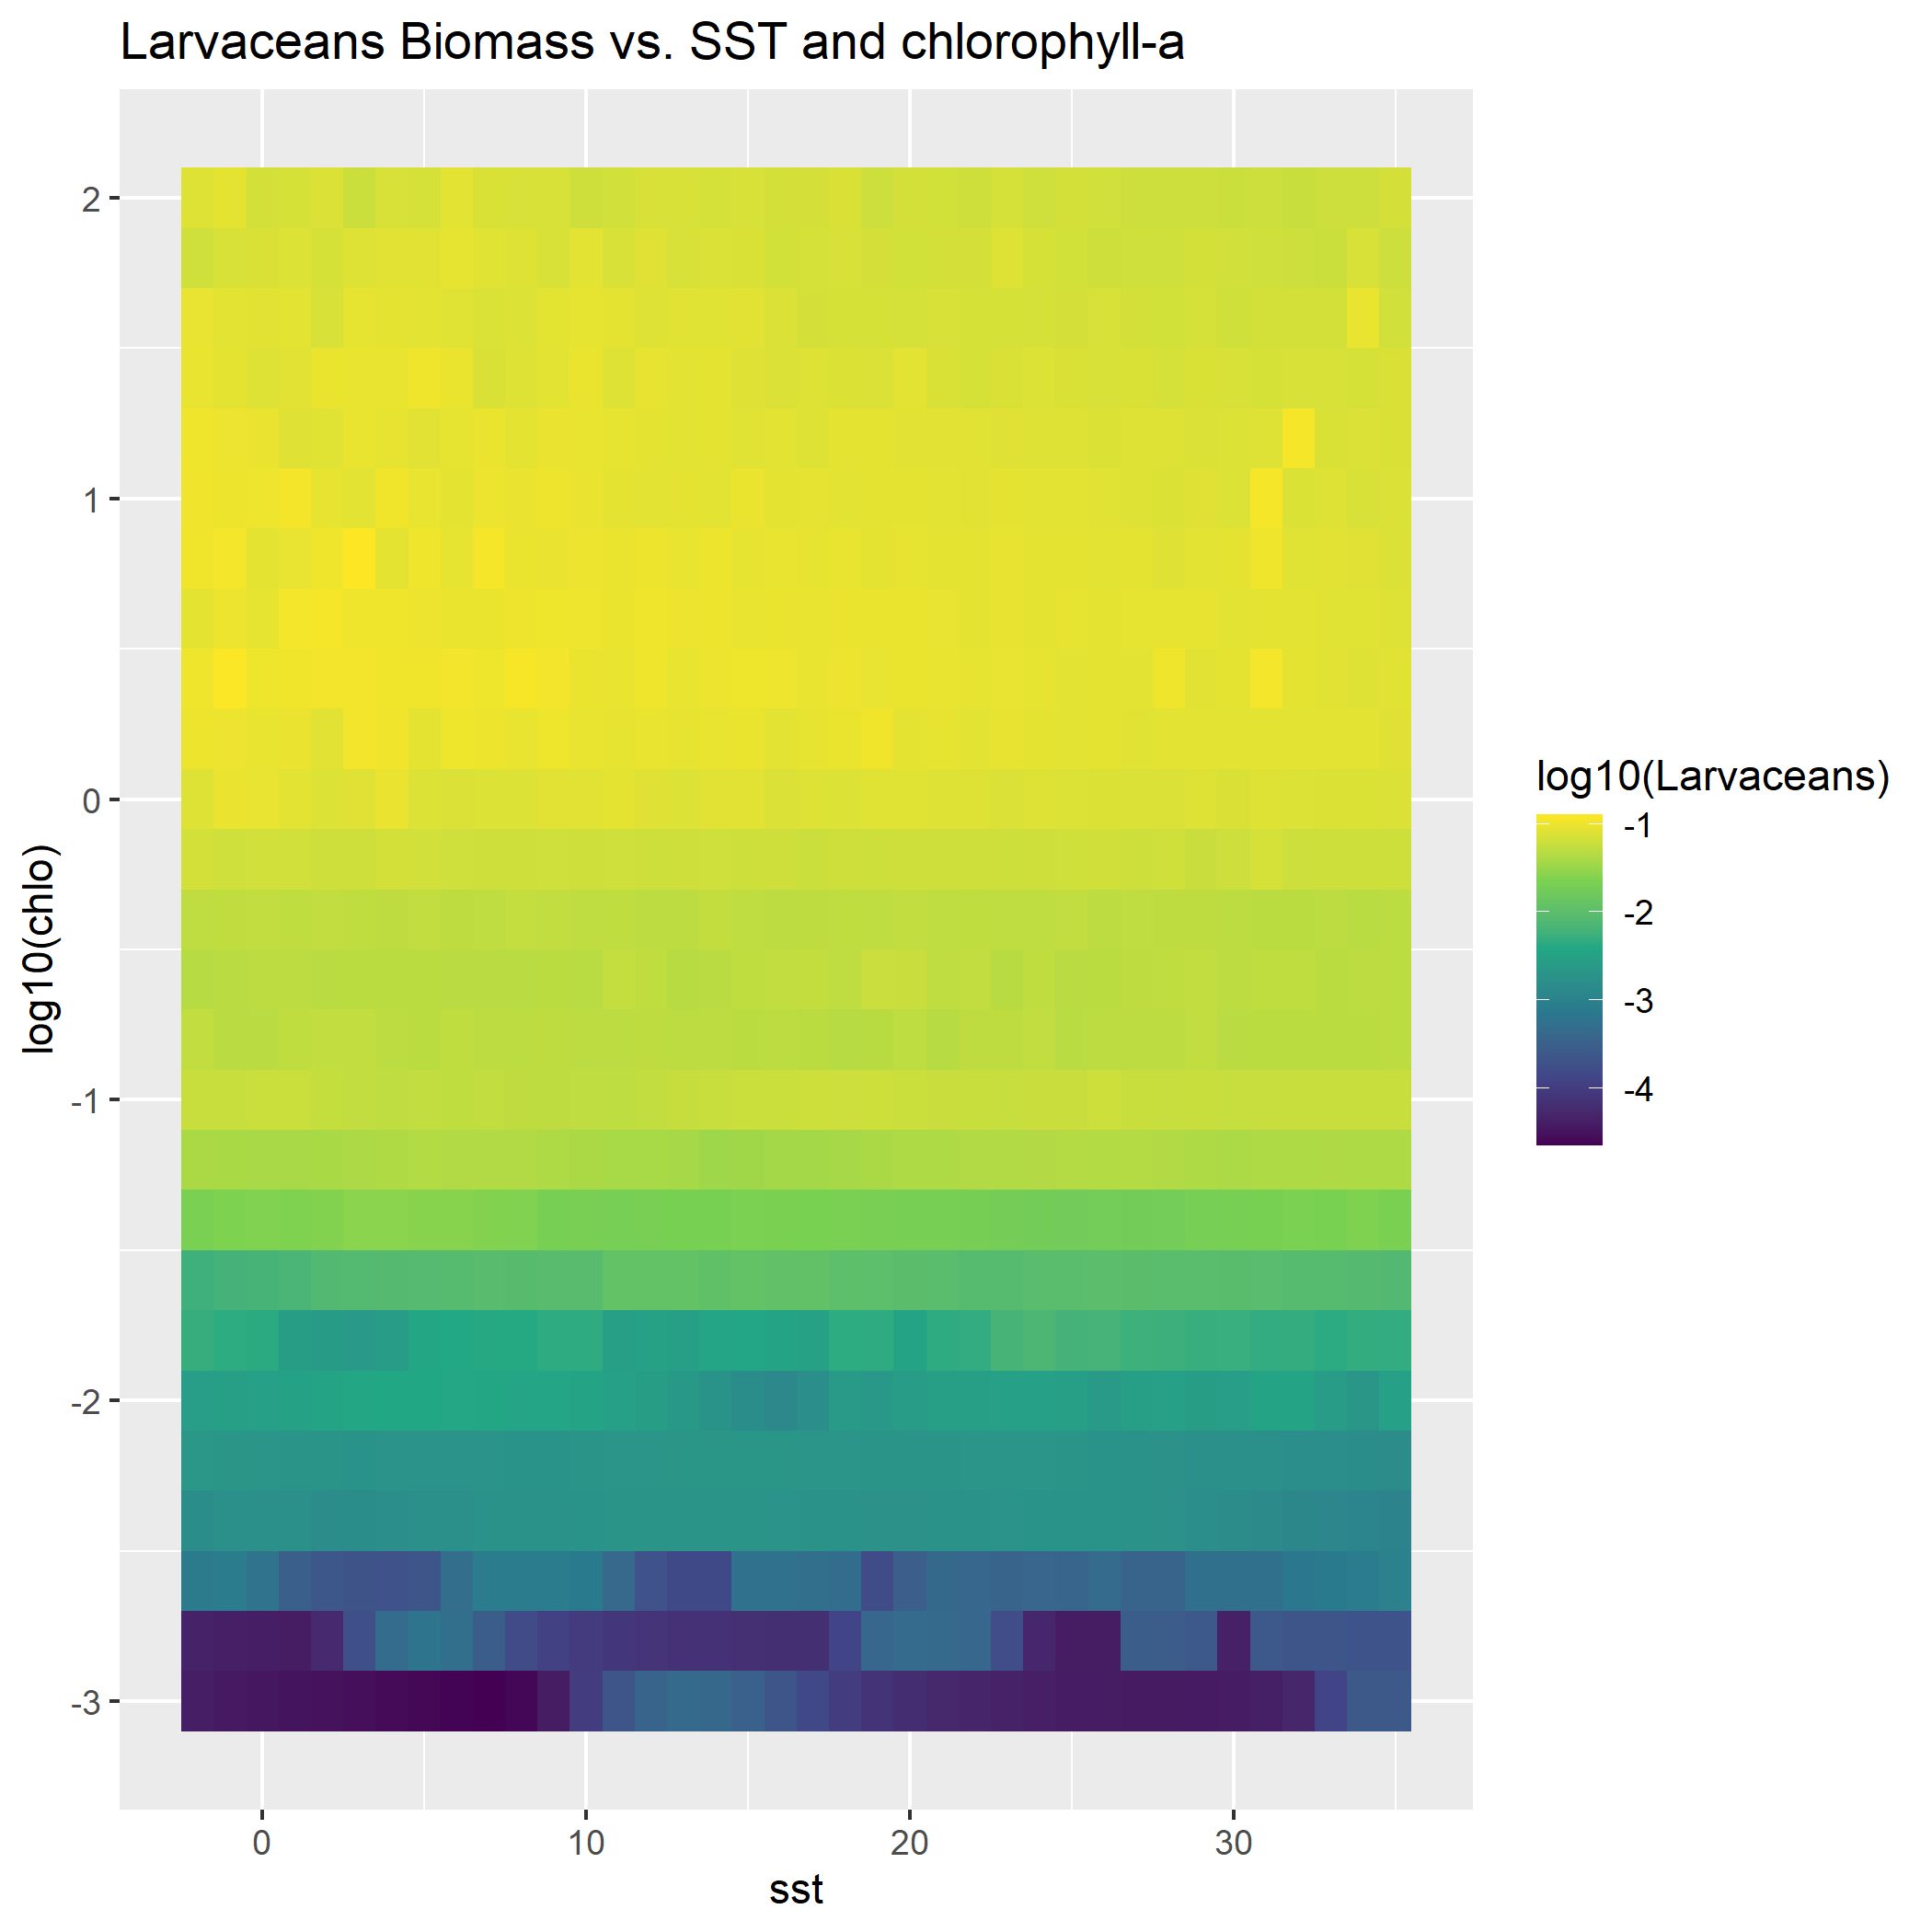 Larvaceans Biomass vs. SST and chlorophyll-a
log10(chlo)
2
1
0
-1
-2
-3
0 10 20 30
sst
log10(Larvaceans)
-1
-2
-3
-4